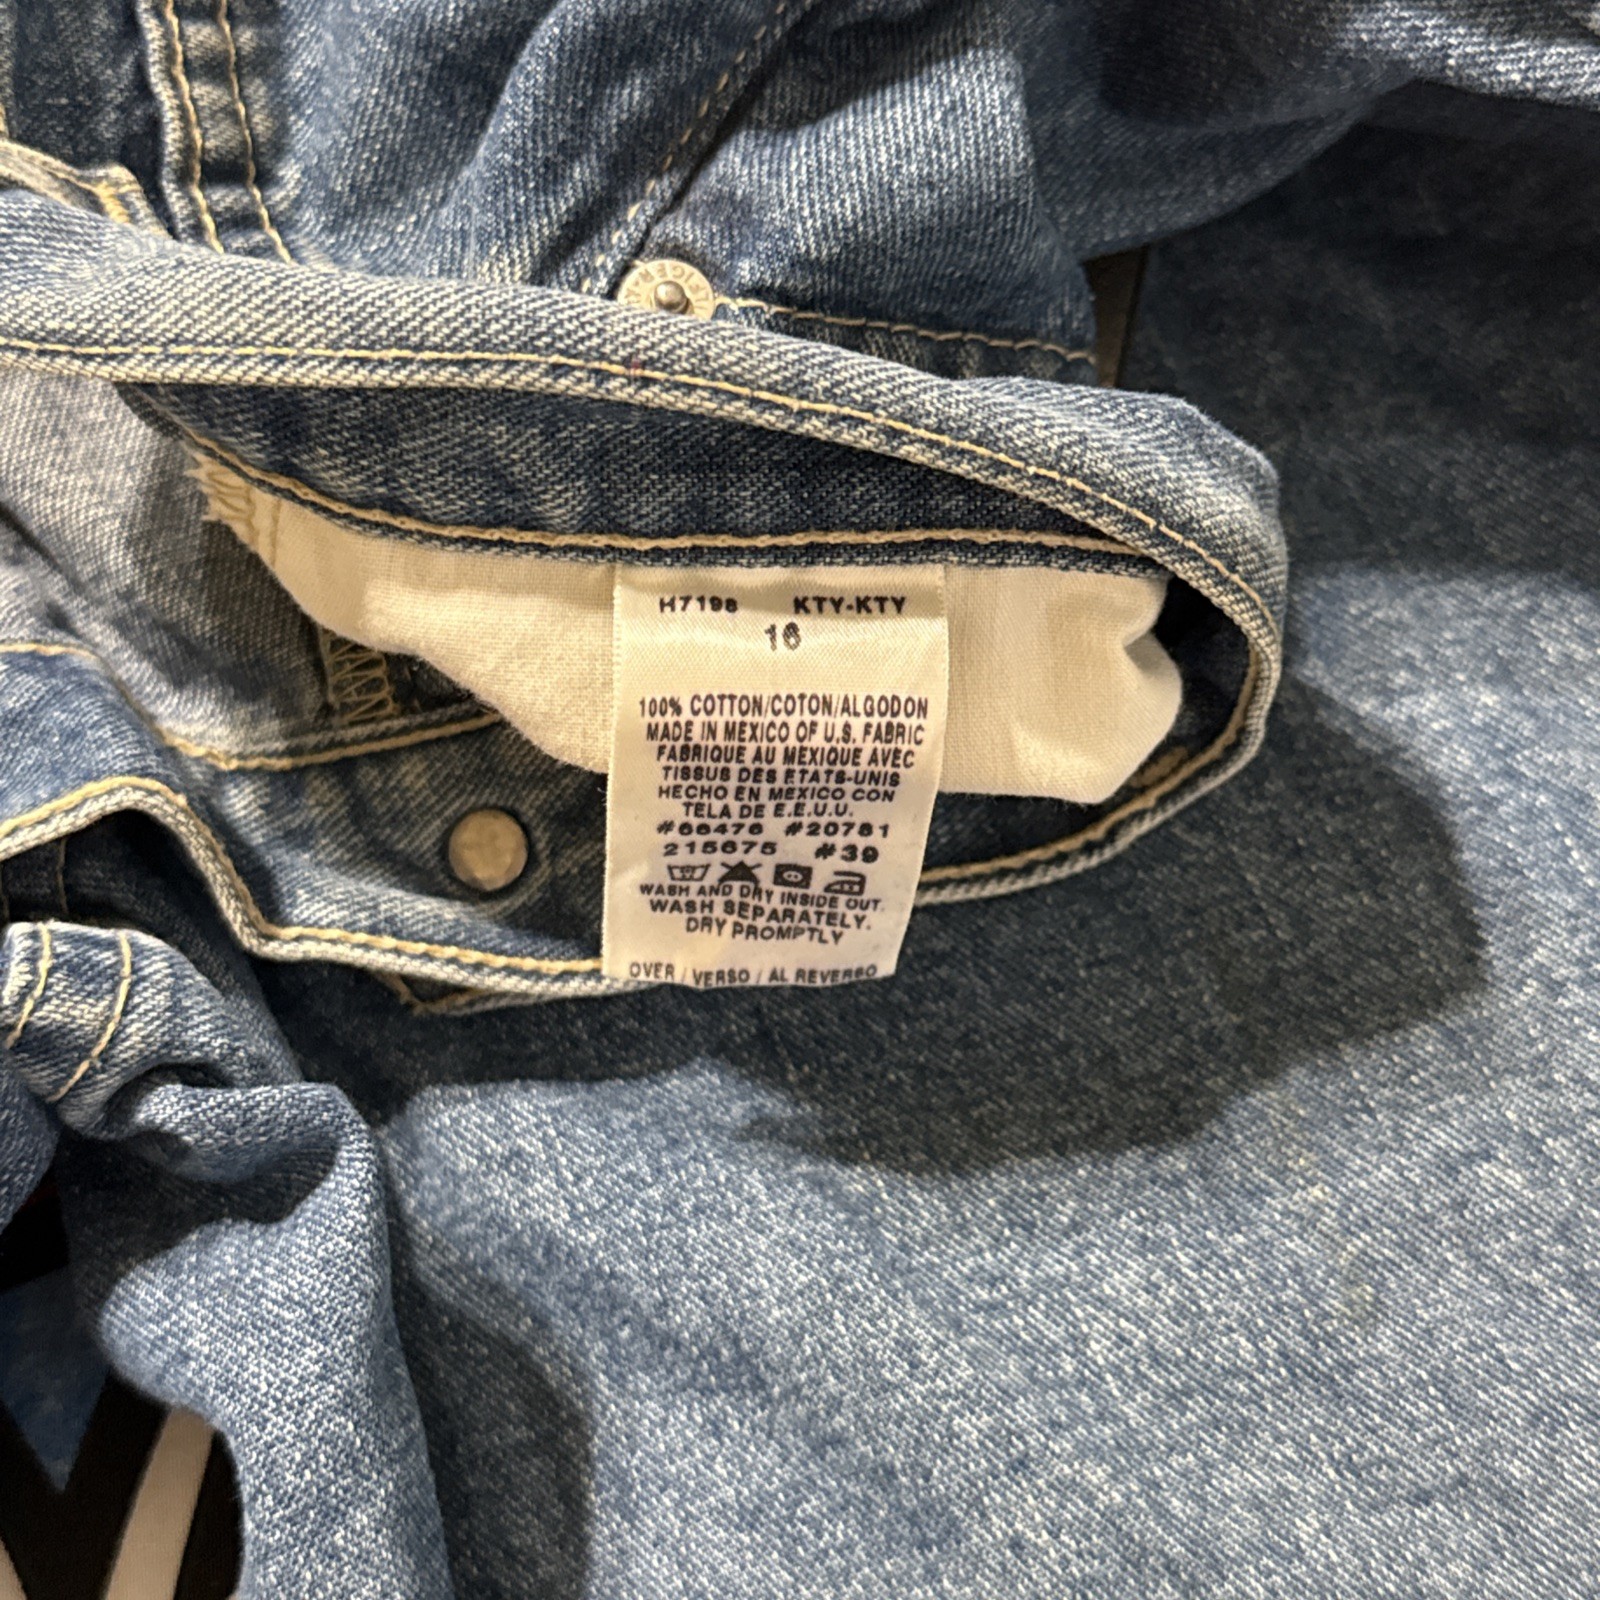 H7198 KTY-KTY
16
100% COTTON/COTON/ALGODON
MADE IN MEXICO OF U.S. FABRIC
FABRIQUE AU MEXIQUE AVEC
TISSUS DES ETATS-UNIS
HECHO EN MEXICO CON
TELA DE E.E.U.U.
#66476 #20781
215675 #39
WASH AND DRY INSIDE OUT.
WASH SEPARATELY.
DRY PROMPTLY
OVER / VERSO / AL REVERSO